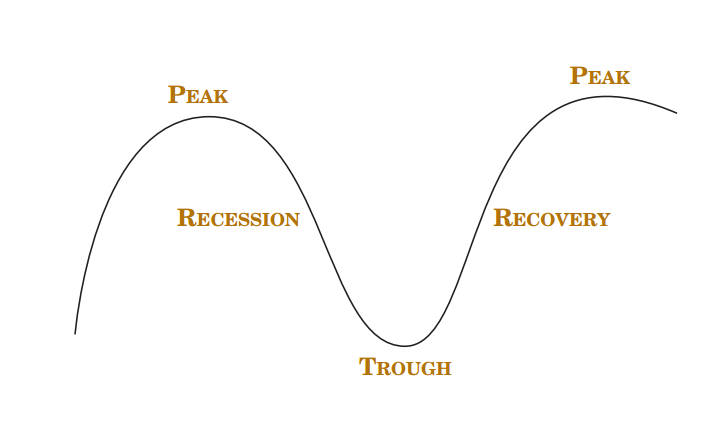 Peak
Peak
Recession
Recovery
Trough